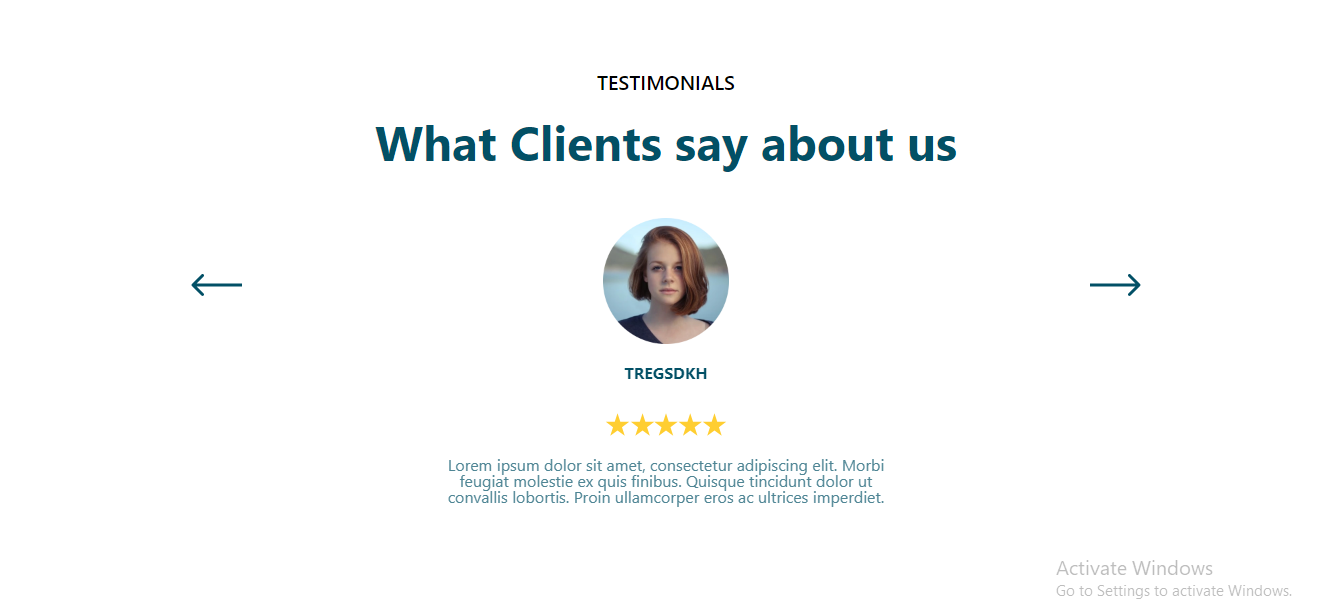 TESTIMONIALS
What Clients say about us
TREGSDKH
Lorem ipsum dolor sit amet, consectetur adipiscing elit. Morbi
feugiat molestie ex quis finibus. Quisque tincidunt dolor ut
convallis lobortis. Proin ullamcorper eros ac ultrices imperdiet.
Activate Windows
Go to Settings to activate Windows.